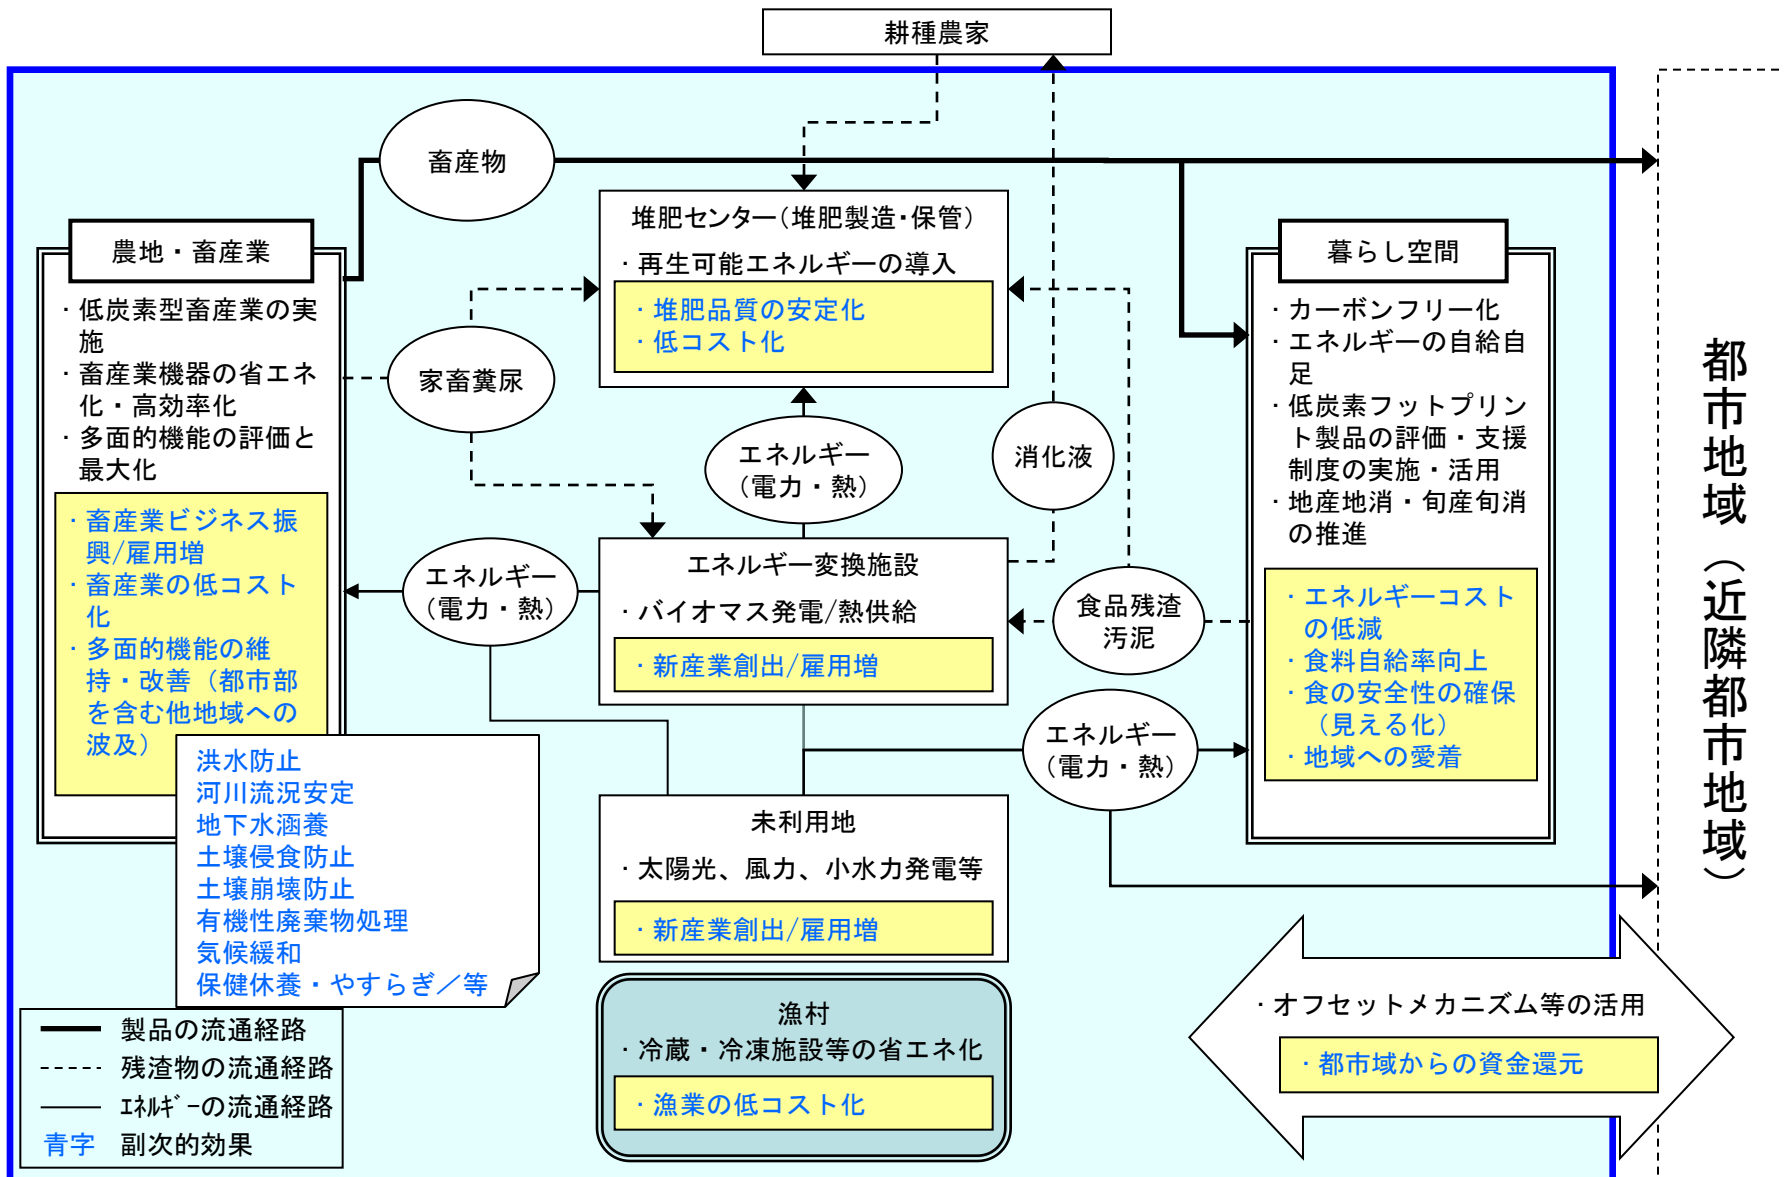 耕種農家
畜産物
農地・畜産業
・低炭素型畜産業の実
施
・畜産業機器の省エネ
化・高効率化
・多面的機能の評価と
最大化
・畜産業ビジネス振
興/雇用増
・畜産業の低コスト
化
・多面的機能の維
持・改善（都市部
を含む他地域への
波及）
洪水防止
河川流況安定
地下水涵養
土壌侵食防止
土壌崩壊防止
有機性廃棄物処理
気候緩和
保健休養・やすらぎ／等
家畜糞尿
堆肥センター（堆肥製造・保管）
・再生可能エネルギーの導入
・堆肥品質の安定化
・低コスト化
エネルギー
（電力・熱）
消化液
エネルギー
（電力・熱）
エネルギー変換施設
・バイオマス発電/熱供給
・新産業創出/雇用増
食品残渣
汚泥
エネルギー
（電力・熱）
未利用地
・太陽光、風力、小水力発電等
・新産業創出/雇用増
漁村
・冷蔵・冷凍施設等の省エネ化
・漁業の低コスト化
暮らし空間
・カーボンフリー化
・エネルギーの自給自
足
・低炭素フットプリン
ト製品の評価・支援
制度の実施・活用
・地産地消・旬産旬消
の推進
・エネルギーコスト
の低減
・食料自給率向上
・食の安全性の確保
（見える化）
・地域への愛着
都市地域（近隣都市地域）
・オフセットメカニズム等の活用
・都市域からの資金還元
製品の流通経路
残渣物の流通経路
ｴﾈﾙｷﾞｰの流通経路
青字 副次的効果